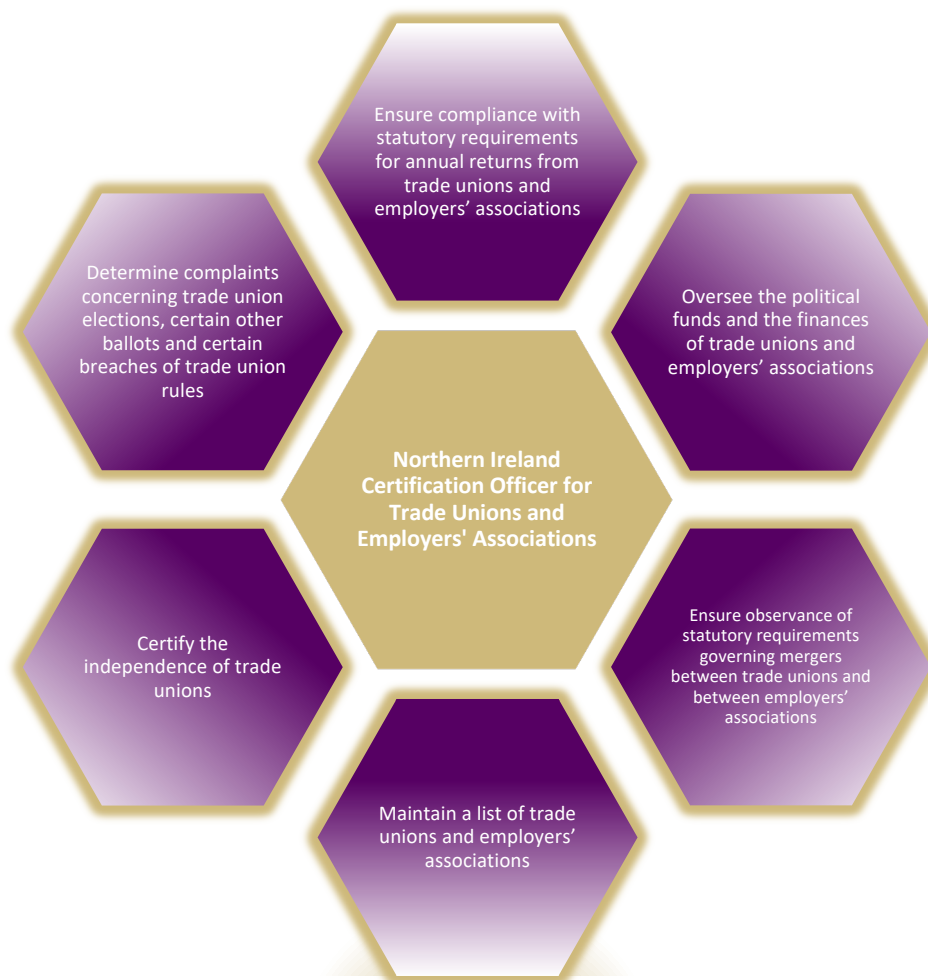 Ensure compliance with
statutory requirements
for annual returns from
trade unions and
employers’ associations
Determine complaints
concerning trade union
elections, certain other
ballots and certain
breaches of trade union
rules
Oversee the political
funds and the finances
of trade unions and
employers’ associations
Northern Ireland
Certification Officer for
Trade Unions and
Employers' Associations
Certify the
independence of trade
unions
Ensure observance of
statutory requirements
governing mergers
between trade unions and
between employers’
associations
Maintain a list of trade
unions and employers’
associations